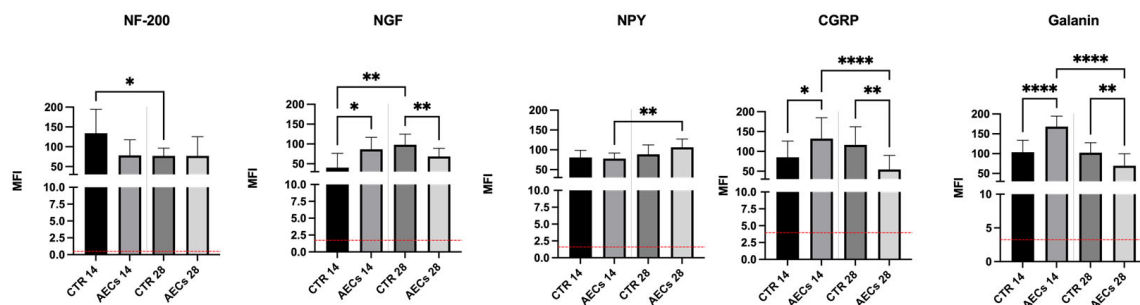 NF-200
NGF
NPY
CGRP
Galanin
*
MFI
200
150
100
50
10.0
7.5
5.0
2.5
0.0
CTR 14
AECs 14
CTR 28
AECs 28
**
*
**
MFI
200
150
100
50
10.0
7.5
5.0
2.5
0.0
CTR 14
AECs 14
CTR 28
AECs 28
**
MFI
200
150
100
50
10.0
7.5
5.0
2.5
0.0
CTR 14
AECs 14
CTR 28
AECs 28
****
*
**
MFI
200
150
100
50
10.0
7.5
5.0
2.5
0.0
CTR 14
AECs 14
CTR 28
AECs 28
****
****
**
MFI
200
150
100
50
10
5
0
CTR 14
AECs 14
CTR 28
AECs 28